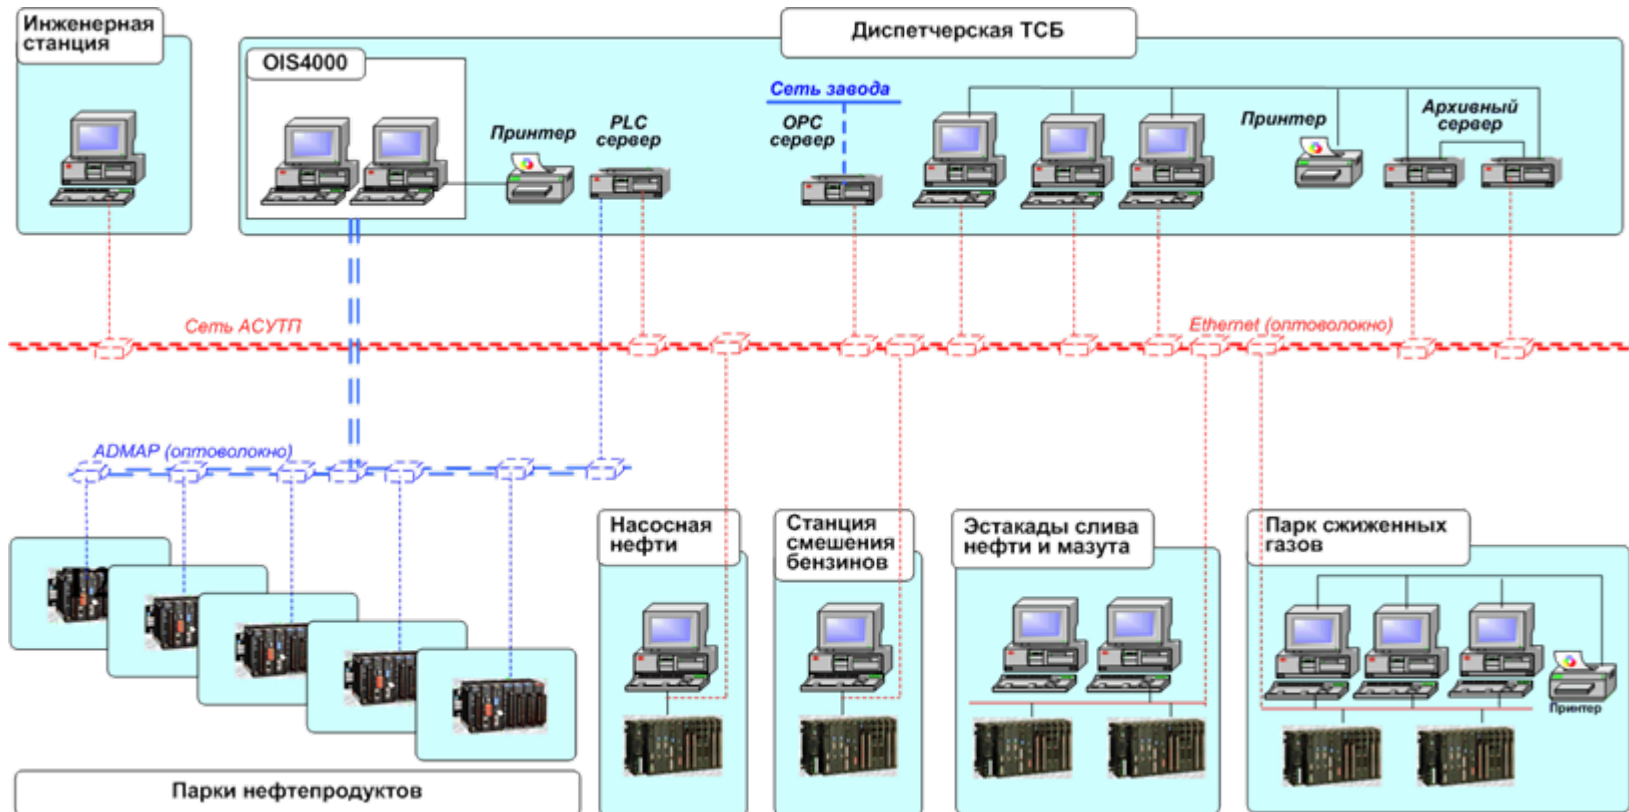 Инженерная
станция
Диспетчерская ТСБ
OIS4000
Принтер
PLC
сервер
Сеть завода
OPC
сервер
Принтер
Архивный
сервер
Сеть АСУТП
Ethernet (оптоволокно)
ADMAP (оптоволокно)
Насосная
нефти
Станция
смешения
бензинов
Эстакады слива
нефти и мазута
Парк сжиженных
газов
Принтер
Парки нефтепродуктов